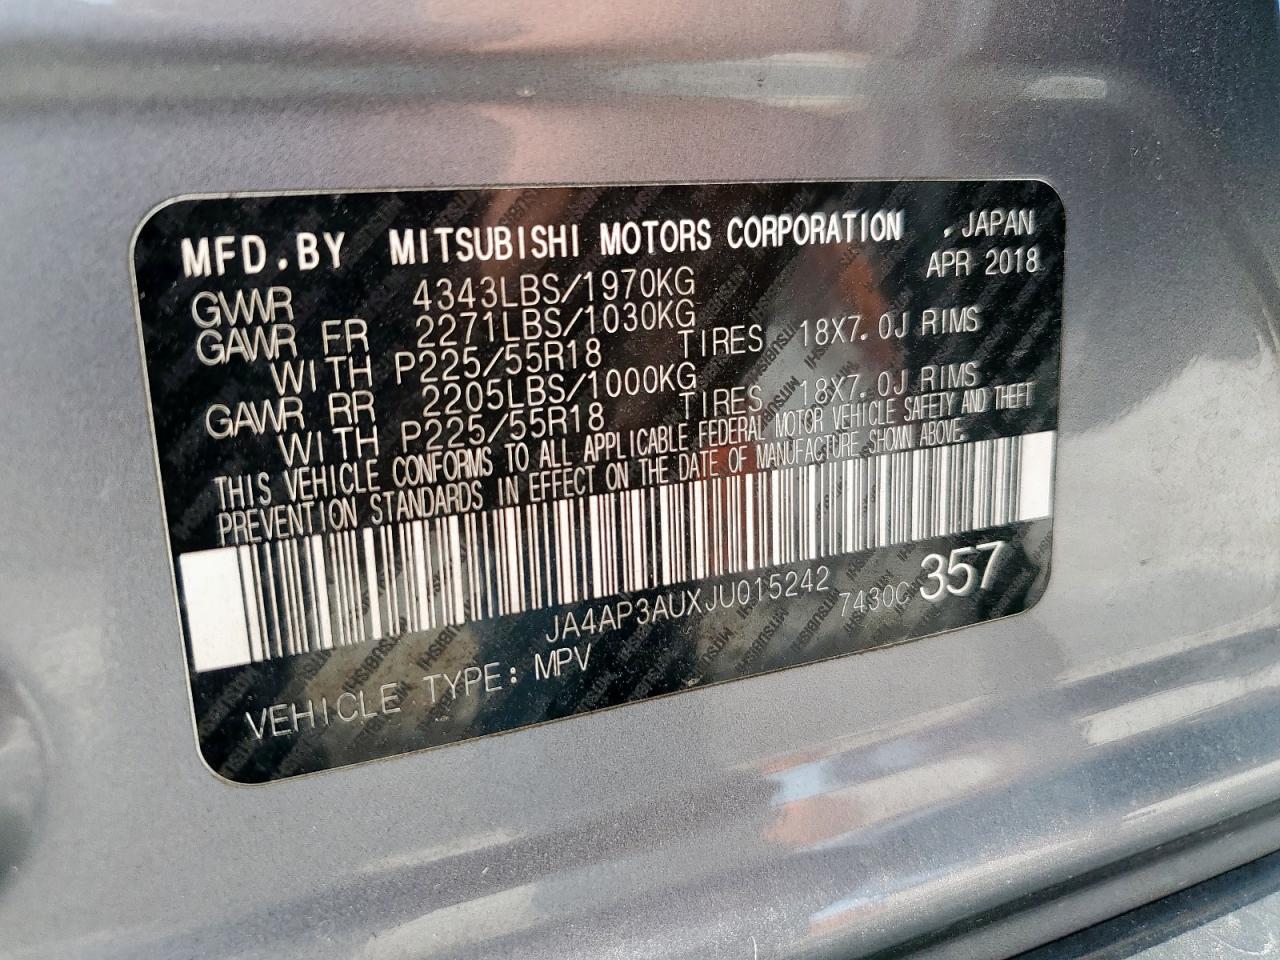 MFD.BY MITSUBISHI MOTORS CORPORATION , JAPAN
GVWR 4343LBS/1970KG APR 2018
GAWR FR 2271LBS/1030KG
WITH P225/55R18 TIRES 18X7.0J RIMS
GAWR RR 2205LBS/1000KG
WITH P225/55R18 TIRES 18X7.0J RIMS
THIS VEHICLE CONFORMS TO ALL APPLICABLE FEDERAL MOTOR VEHICLE SAFETY AND THEFT
PREVENTION STANDARDS IN EFFECT ON THE DATE OF MANUFACTURE SHOWN ABOVE.
JA4AP3AUXJU015242 7430C 357
VEHICLE TYPE: MPV